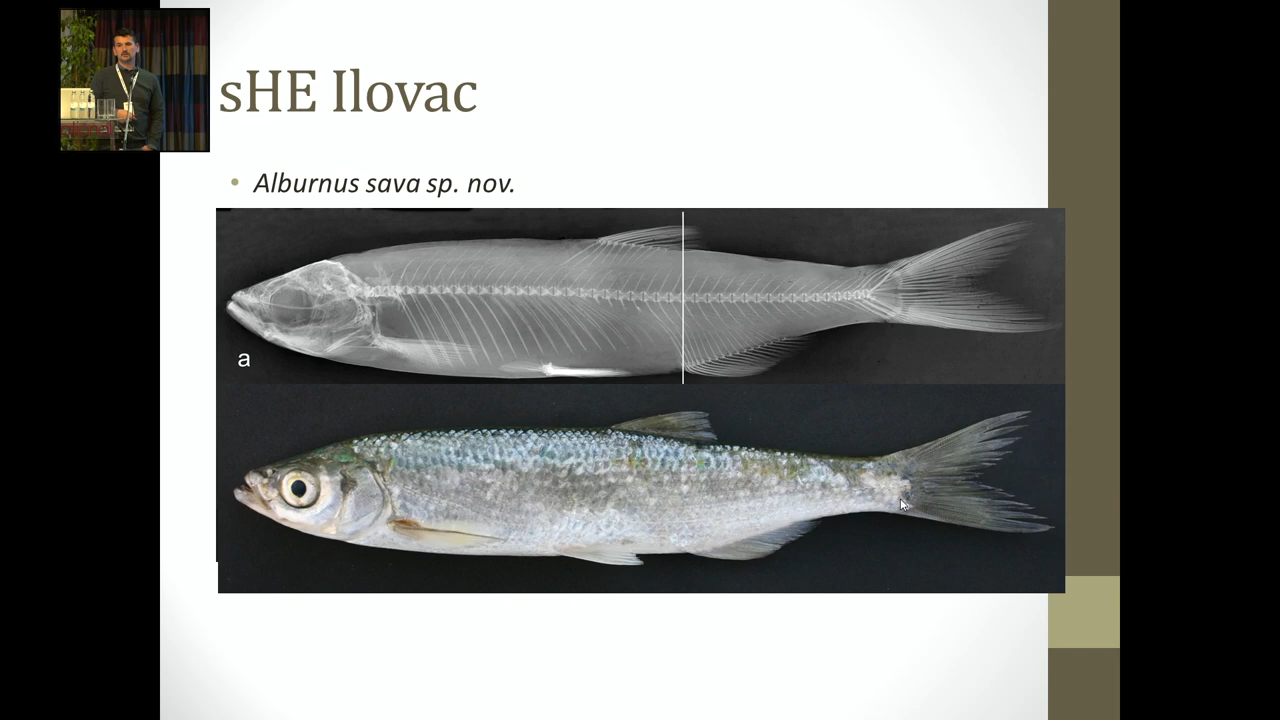 sHE Ilovac
• Alburnus sava sp. nov.
a